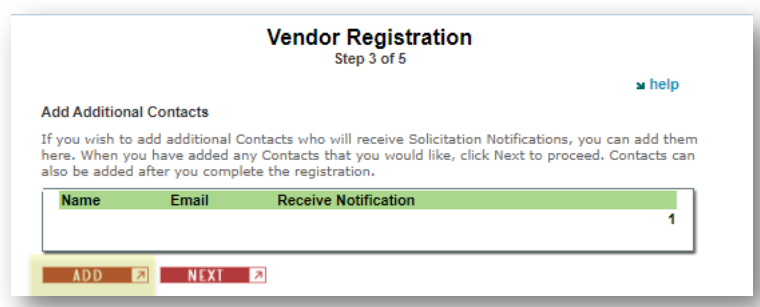 Vendor Registration
Step 3 of 5
help
Add Additional Contacts
If you wish to add additional Contacts who will receive Solicitation Notifications, you can add them
here. When you have added any Contacts that you would like, click Next to proceed. Contacts can
also be added after you complete the registration.
Name Email Receive Notification
1
ADD NEXT